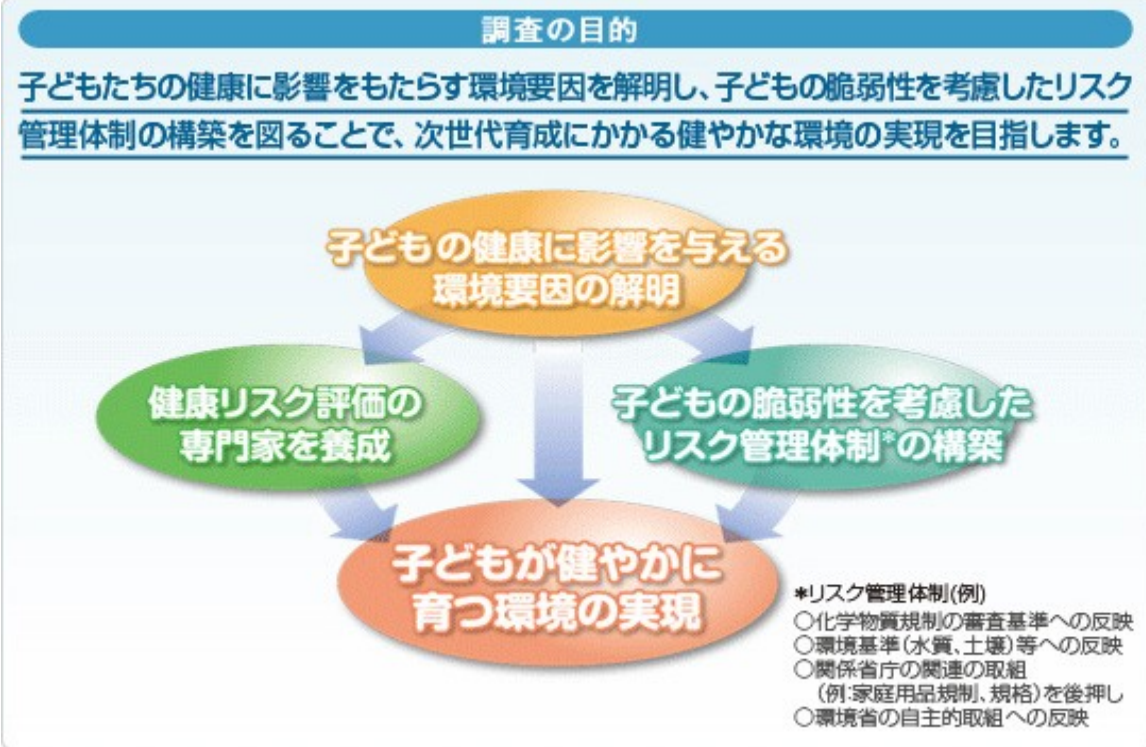 調査の目的
子どもたちの健康に影響をもたらす環境要因を解明し、子どもの脆弱性を考慮したリスク
管理体制の構築を図ることで、次世代育成にかかる健やかな環境の実現を目指します。
子どもの健康に影響を与える
環境要因の解明
健康リスク評価の
専門家を養成
子どもの脆弱性を考慮した
リスク管理体制*の構築
子どもが健やかに
育つ環境の実現
*リスク管理体制(例)
○化学物質規制の審査基準への反映
○環境基準(水質、土壌)等への反映
○関係省庁の関連の取組
(例:家庭用品規制、規格)を後押し
○環境省の自主的取組への反映